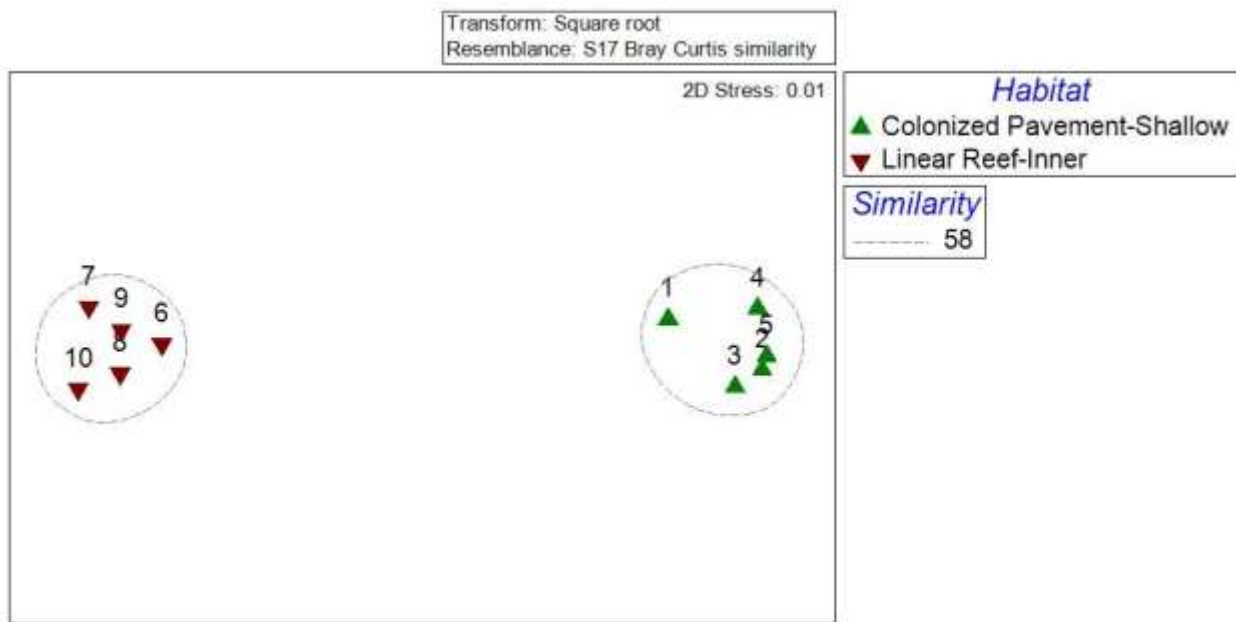 Transform: Square root
Resemblance: S17 Bray Curtis similarity
2D Stress: 0.01
Habitat
Colonized Pavement-Shallow
Linear Reef-Inner
Similarity
58
7
9
6
10
8
1
4
5
2
3